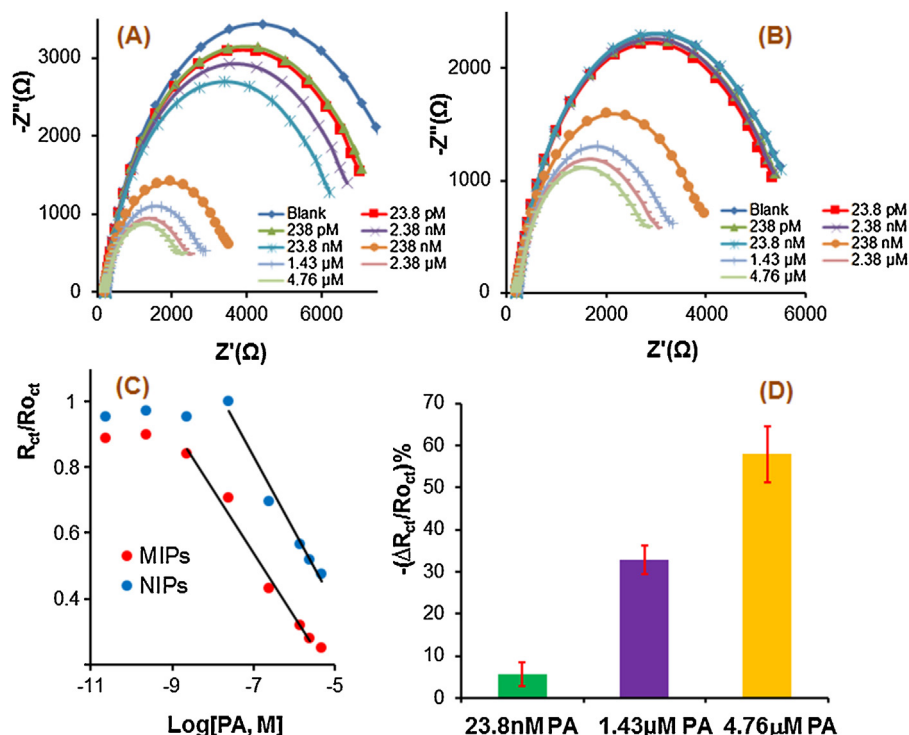 (A)
-Z''(Ω)
3000
2000
1000
0
0 2000 4000 6000
Z'(Ω)
Blank 23.8 pM
238 pM 2.38 nM
23.8 nM 238 nM
1.43 µM 2.38 µM
4.76 µM
(B)
-Z''(Ω)
2000
1000
0
0 2000 4000 6000
Z'(Ω)
Blank 23.8 pM
238 pM 2.38 nM
23.8 nM 238 nM
1.43 µM 2.38 µM
4.76 µM
(C)
Rct/Roct
1
0.8
0.6
0.4
MIPs
NIPs
-11 -9 -7 -5
Log[PA, M]
(D)
-(ΔRct/Roct)%
70
60
50
40
30
20
10
0
23.8nM PA 1.43µM PA 4.76µM PA